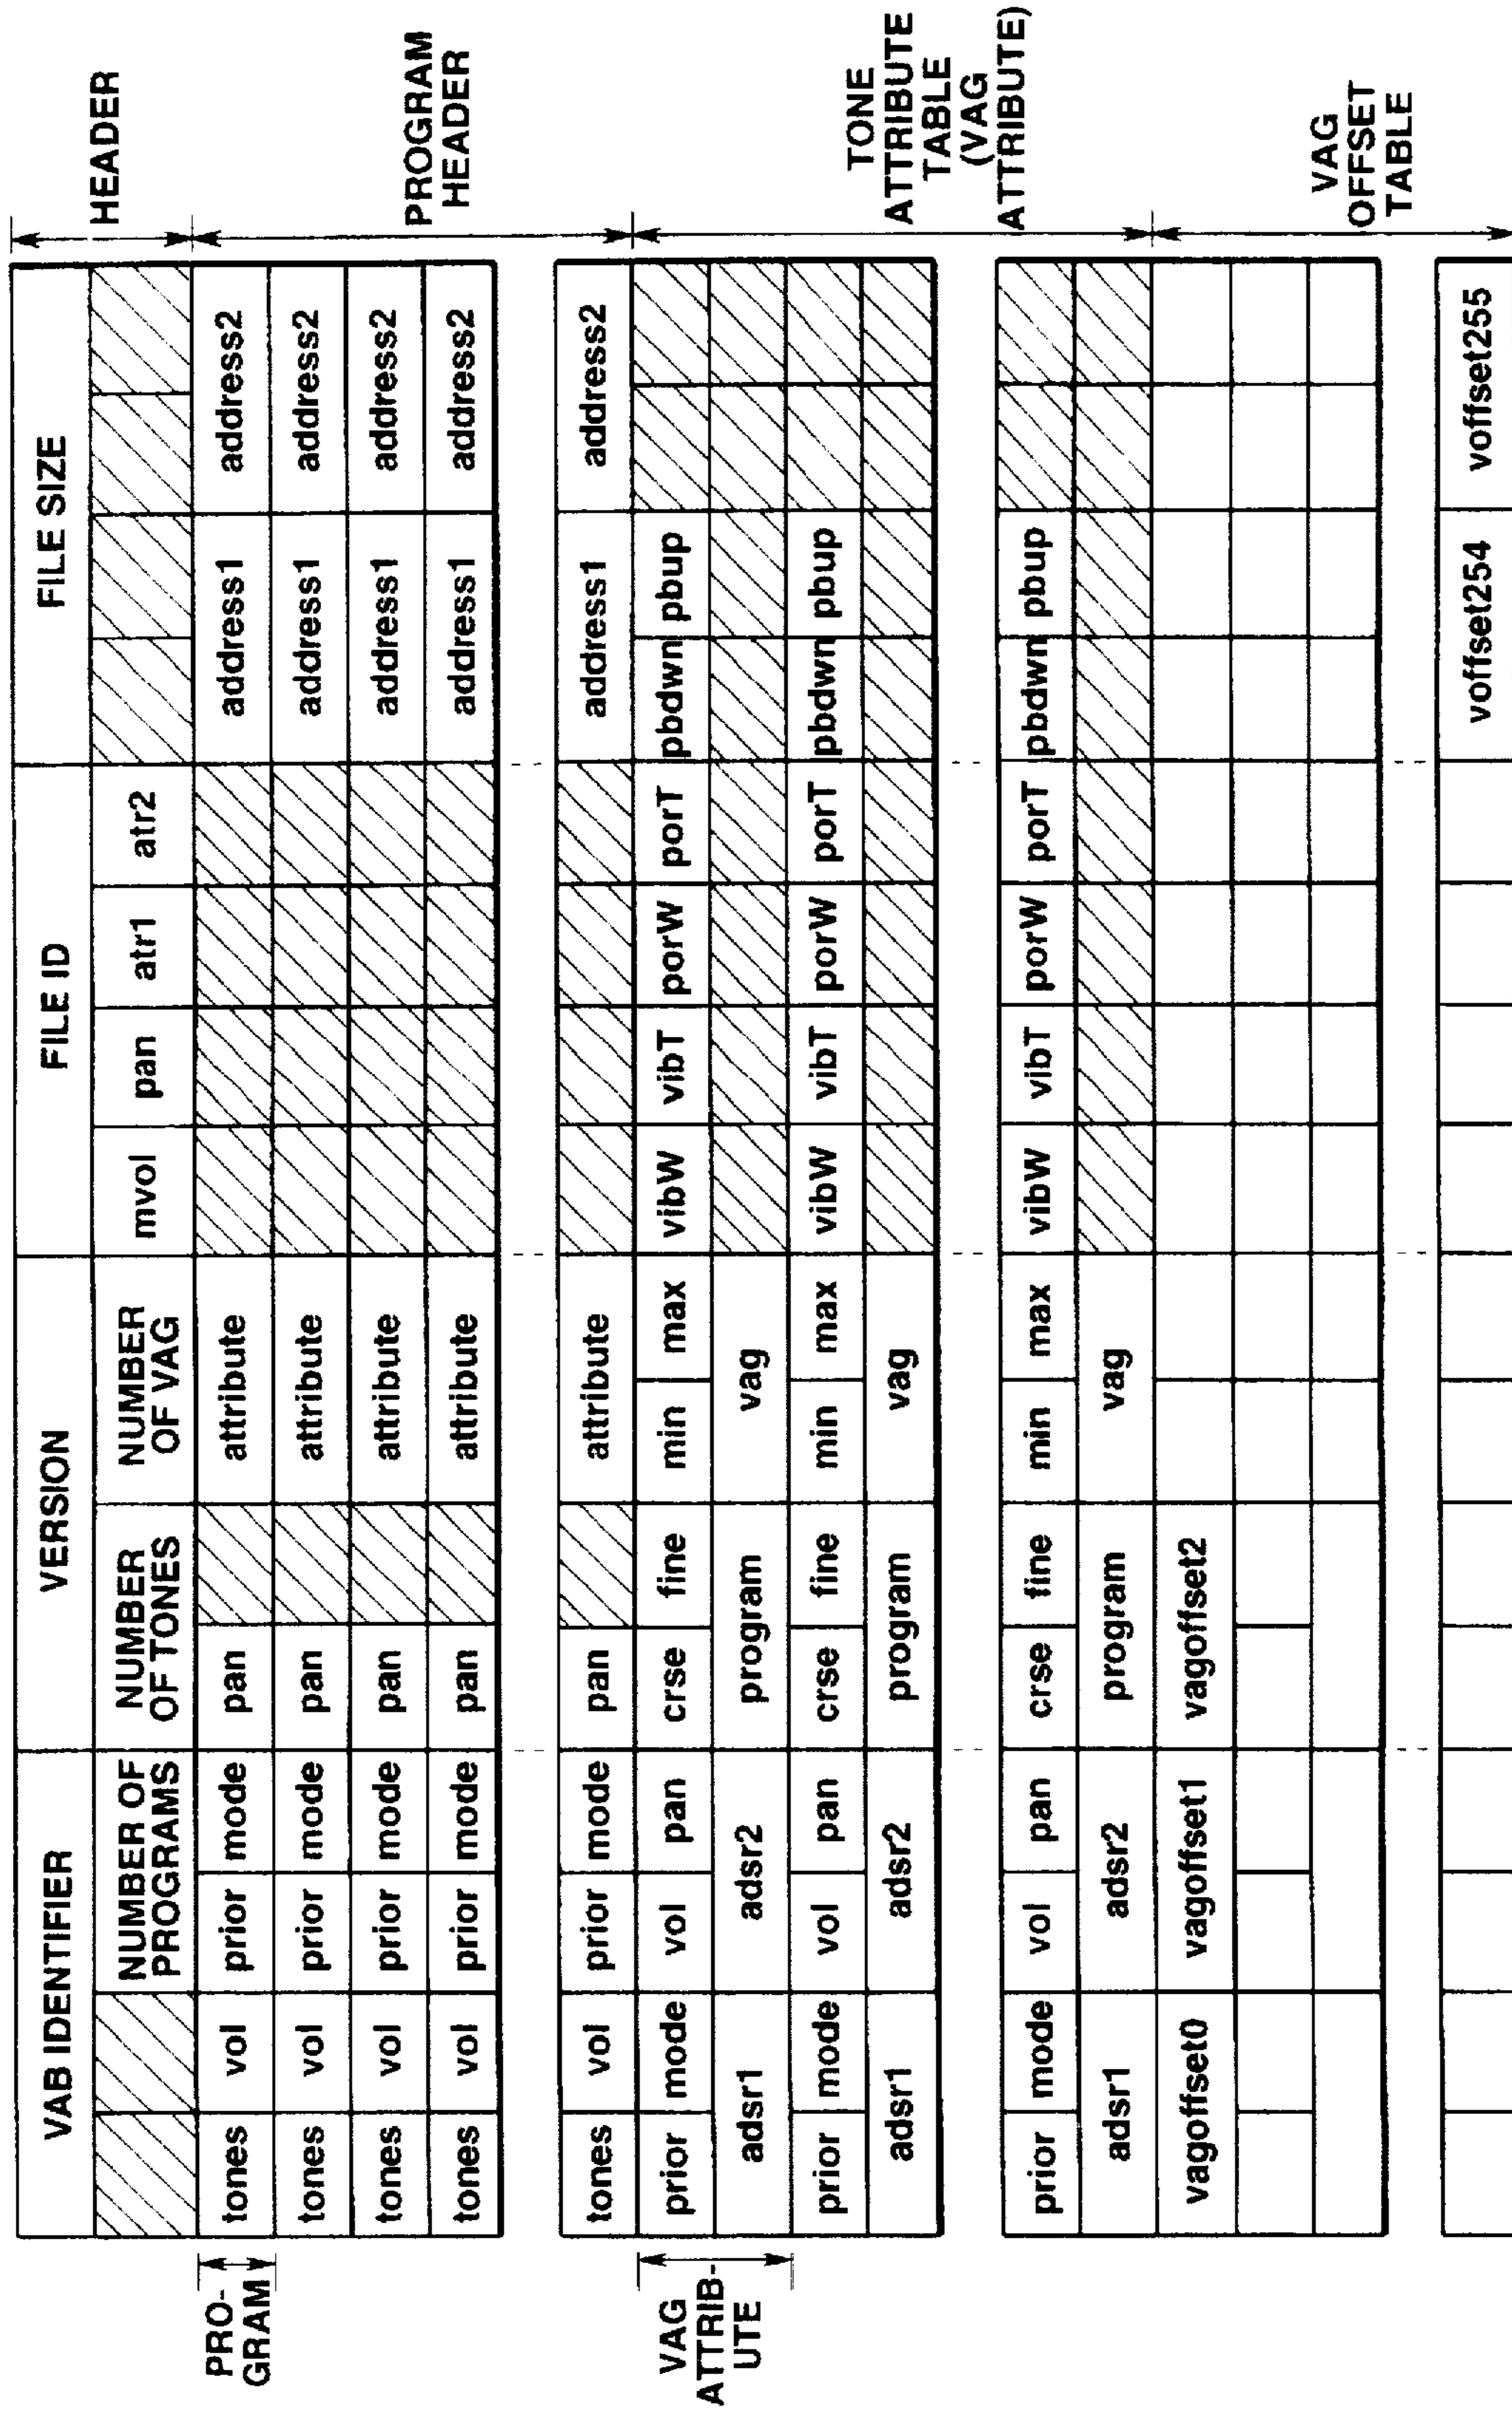 VAB IDENTIFIER VERSION FILE ID FILE SIZE
HEADER
NUMBER OF
PROGRAMS
NUMBER
OF TONES
NUMBER
OF VAG
mvol pan atr1 atr2
PRO-
GRAM
tones vol prior mode pan attribute address1 address2
tones vol prior mode pan attribute address1 address2
tones vol prior mode pan attribute address1 address2
tones vol prior mode pan attribute address1 address2
PROGRAM
HEADER
tones vol prior mode pan attribute address1 address2
VAG
ATTRIB-
UTE
prior mode vol pan crse fine min max vibW vibT porW porT pbdwn pbup
adsr1 adsr2 program vag
prior mode vol pan crse fine min max vibW vibT porW porT pbdwn pbup
adsr1 adsr2 program vag
TONE
ATTRIBUTE
TABLE
(VAG
ATTRIBUTE)
prior mode vol pan crse fine min max vibW vibT porW porT pbdwn pbup
adsr1 adsr2 program vag
vagoffset0 vagoffset1 vagoffset2
VAG
OFFSET
TABLE
voffset254 voffset255